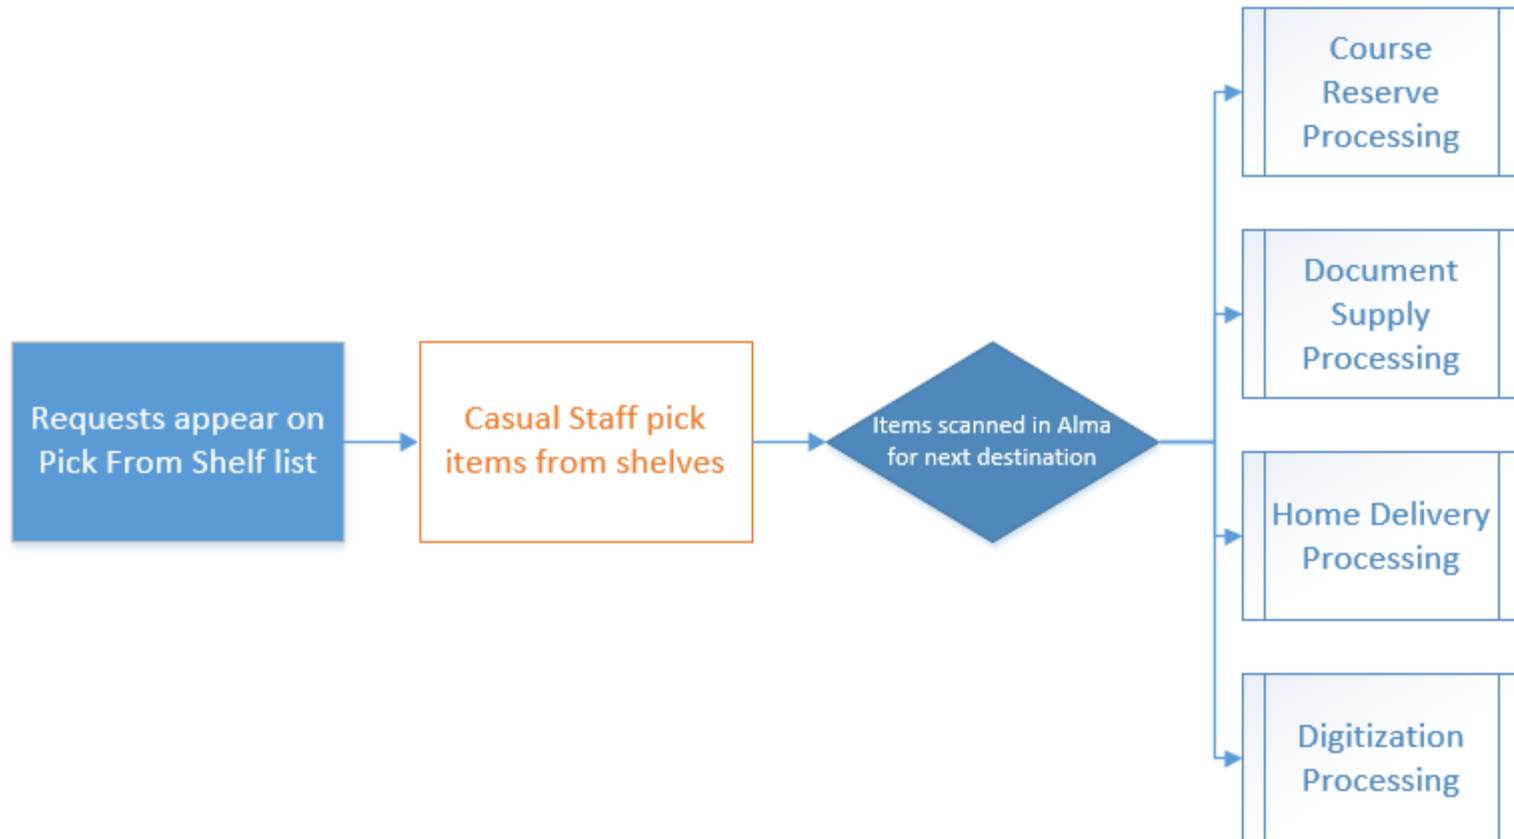 Requests appear on
Pick From Shelf list
Casual Staff pick
items from shelves
Items scanned in Alma
for next destination
Course
Reserve
Processing
Document
Supply
Processing
Home Delivery
Processing
Digitization
Processing